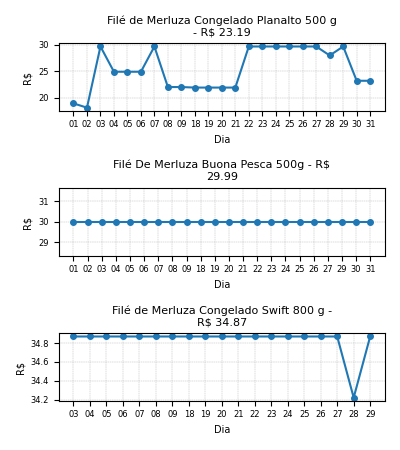 Filé de Merluza Congelado Planalto 500 g
- R$ 23.19
30
25
20
R$
01 02 03 04 05 06 07 08 09 18 19 20 21 22 23 24 25 26 27 28 29 30 31
Dia
Filé De Merluza Buona Pesca 500g - R$
29.99
31
30
29
R$
01 02 03 04 05 06 07 08 09 18 19 20 21 22 23 24 25 26 27 28 30 31
Dia
Filé de Merluza Congelado Swift 800 g -
R$ 34.87
34.8
34.6
34.4
34.2
R$
03 04 05 06 07 08 09 18 19 20 21 22 23 24 25 26 27 28 29
Dia